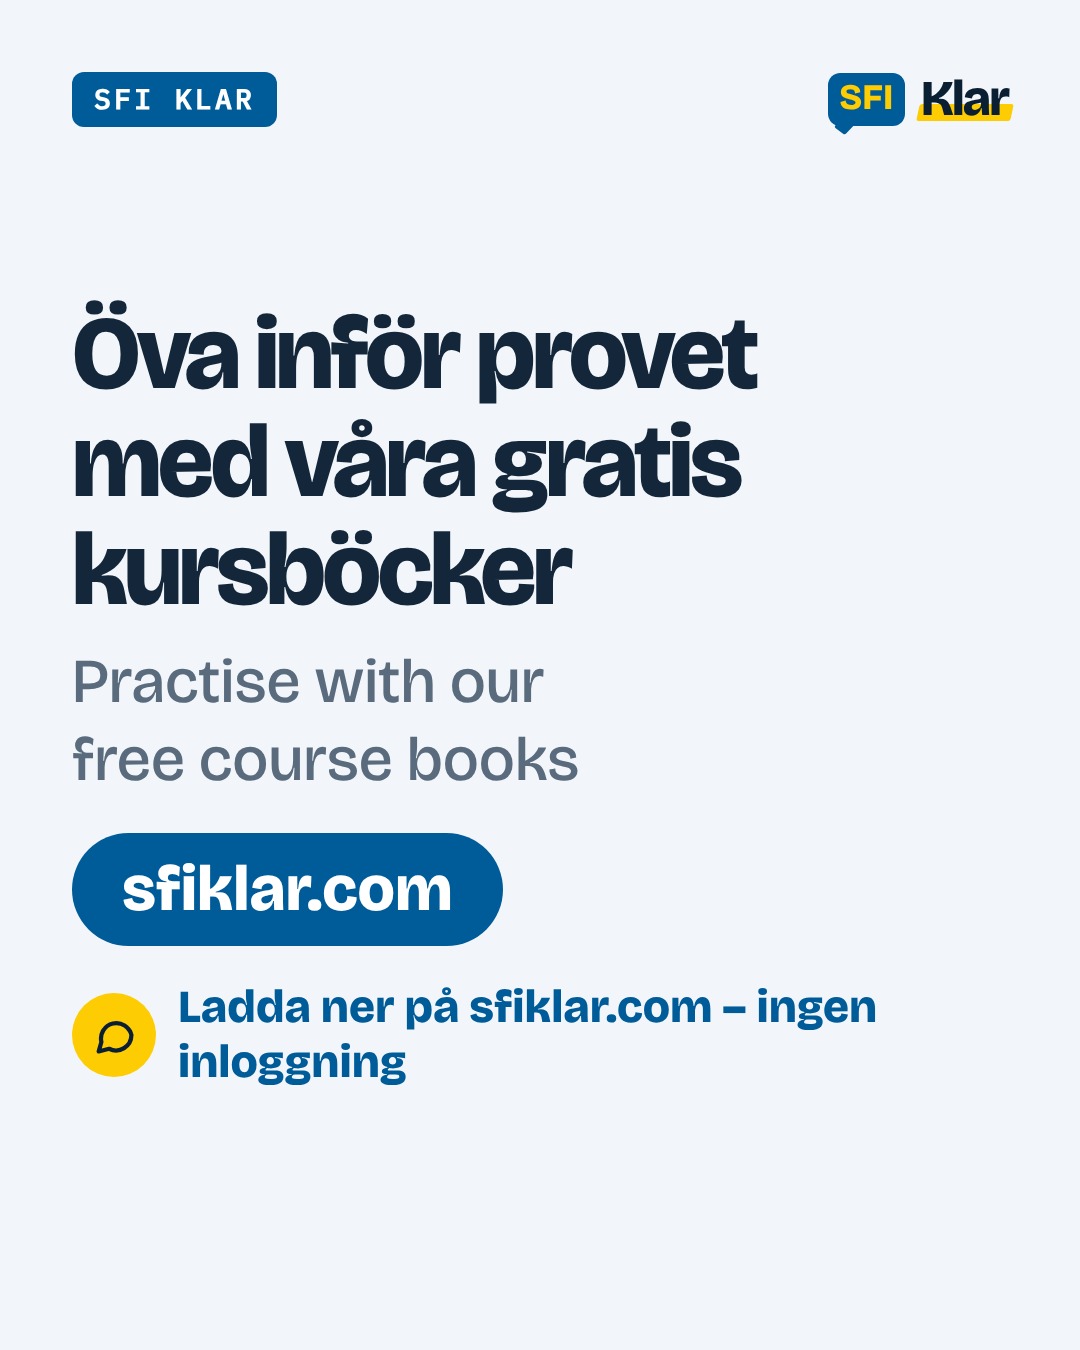 SFI KLAR
SFI Klar
Öva inför provet
med våra gratis
kursböcker
Practise with our
free course books
sfiklar.com
Ladda ner på sfiklar.com – ingen
inloggning